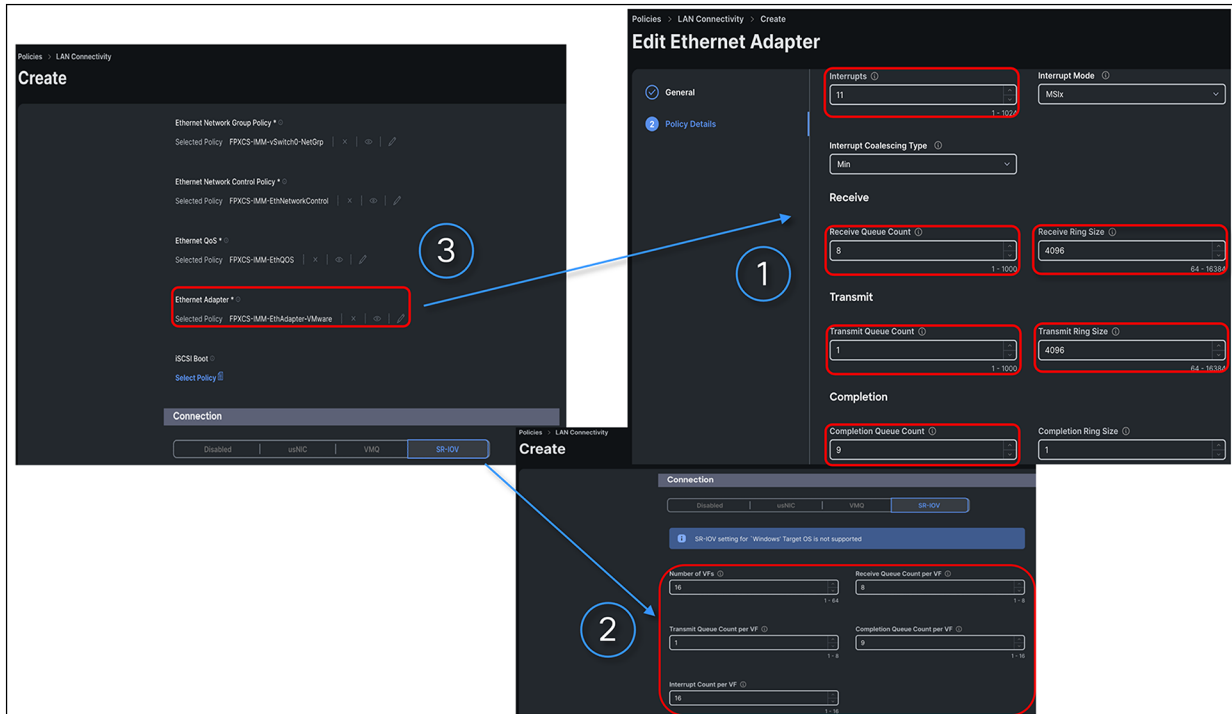 Policies > LAN Connectivity
Create
Ethernet Network Group Policy *
Selected Policy FPXCS-IMM-vSwitch0-NetGrp
Ethernet Network Control Policy *
Selected Policy FPXCS-IMM-EthNetworkControl
Ethernet QoS *
Selected Policy FPXCS-IMM-EthQOS
Ethernet Adapter *
Selected Policy FPXCS-IMM-EthAdapter-VMware
iSCSI Boot
Select Policy
Connection
Disabled usNIC VMQ SR-IOV
3
Policies > LAN Connectivity > Create
Edit Ethernet Adapter
General
2 Policy Details
Interrupts Interrupt Mode
11 MSIx
1 - 1024
Interrupt Coalescing Type
Min
Receive
Receive Queue Count Receive Ring Size
8 4096
1 - 1000 64 - 16384
Transmit
Transmit Queue Count Transmit Ring Size
1 4096
1 - 1000 64 - 16384
Completion
Completion Queue Count Completion Ring Size
9 1
1
Policies > LAN Connectivity
Create
Connection
Disabled usNIC VMQ SR-IOV
SR-IOV setting for `Windows' Target OS is not supported
Number of VFs Receive Queue Count per VF
16 8
1 - 64 1 - 8
Transmit Queue Count per VF Completion Queue Count per VF
1 9
1 - 8 1 - 16
Interrupt Count per VF
16
1 - 16
2